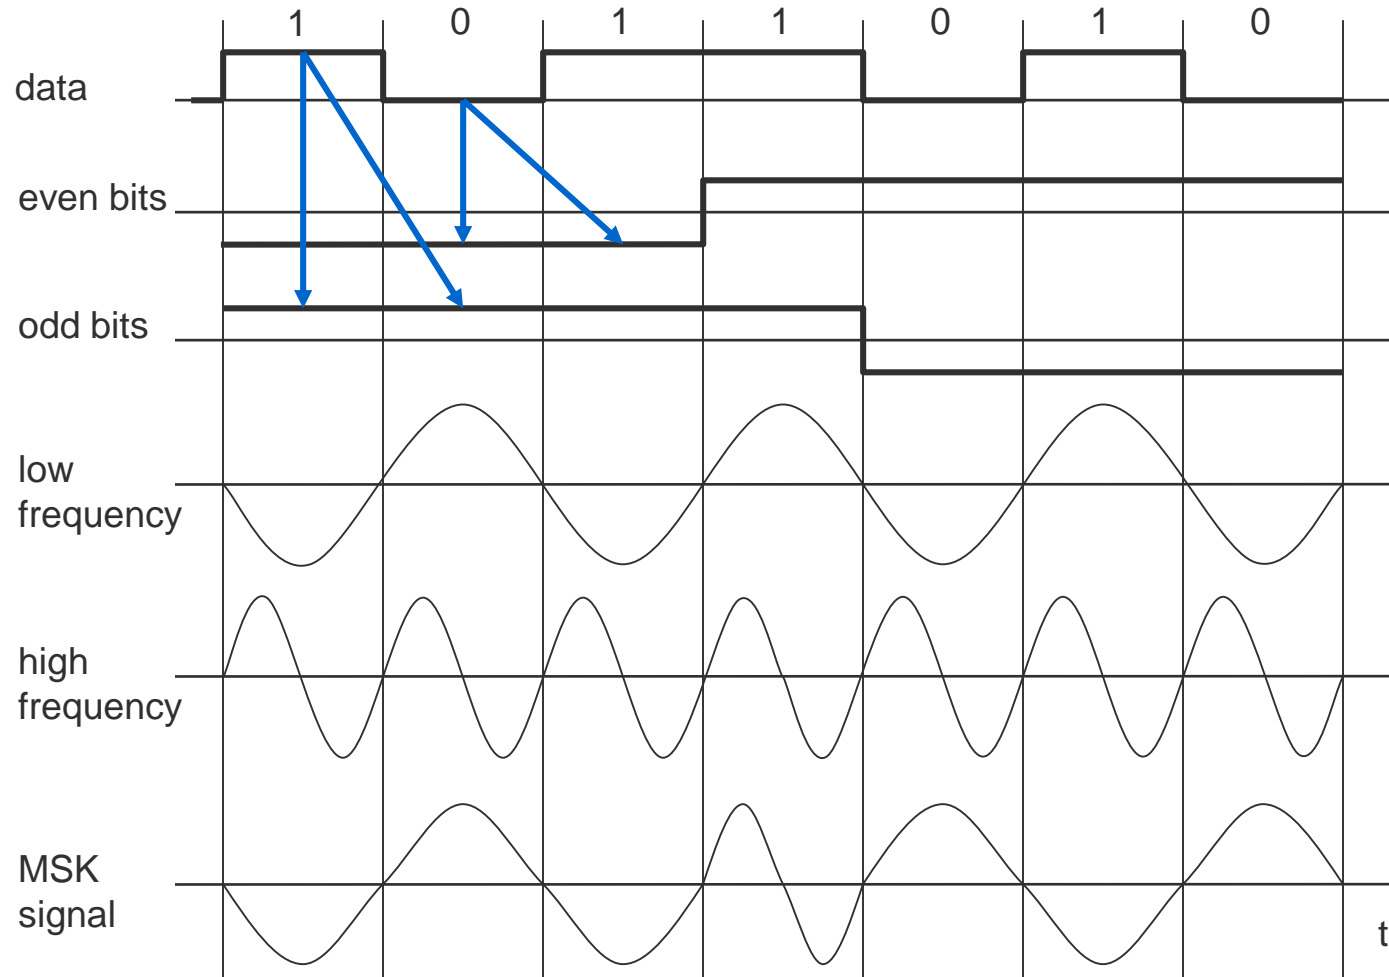 1 0 1 1 0 1 0
data
even bits
odd bits
low
frequency
high
frequency
MSK
signal
t